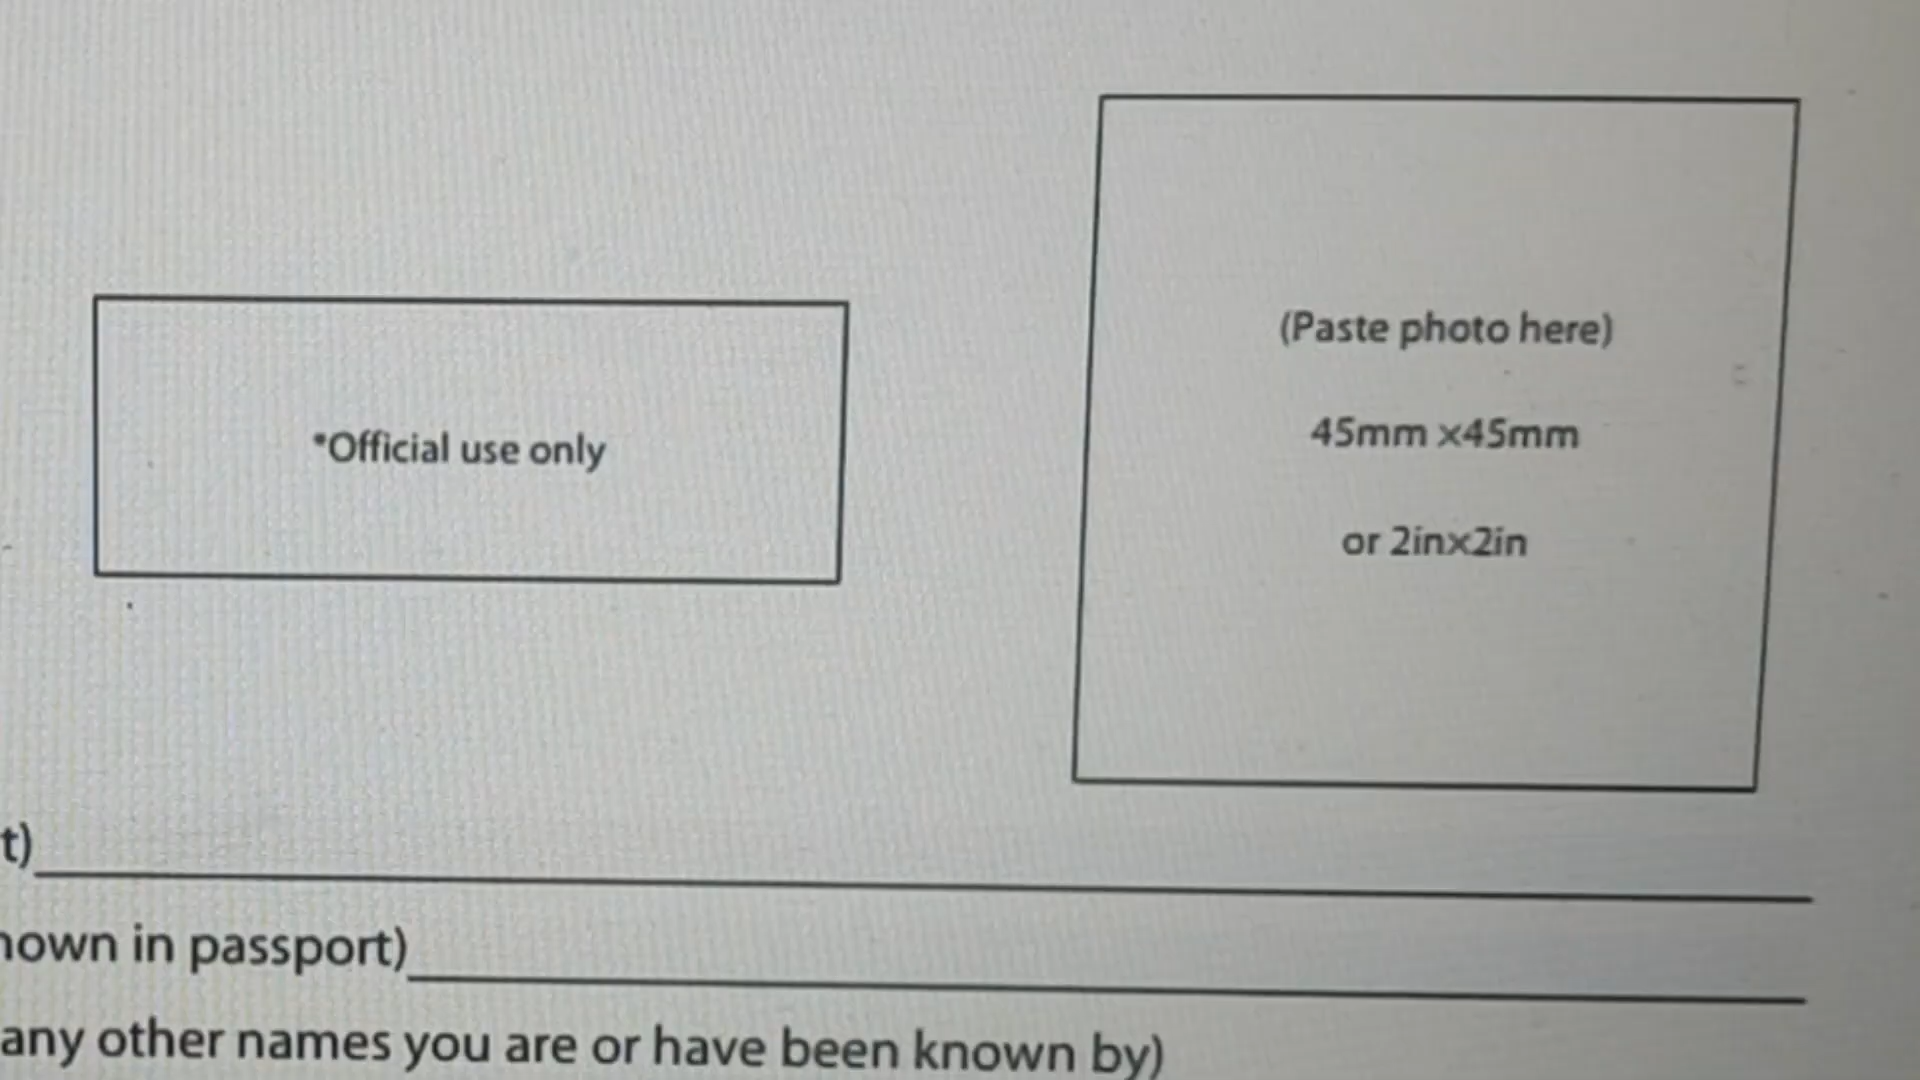 (Paste photo here)
45mm x45mm
or 2inx2in
*Official use only
t)
nown in passport)
any other names you are or have been known by)